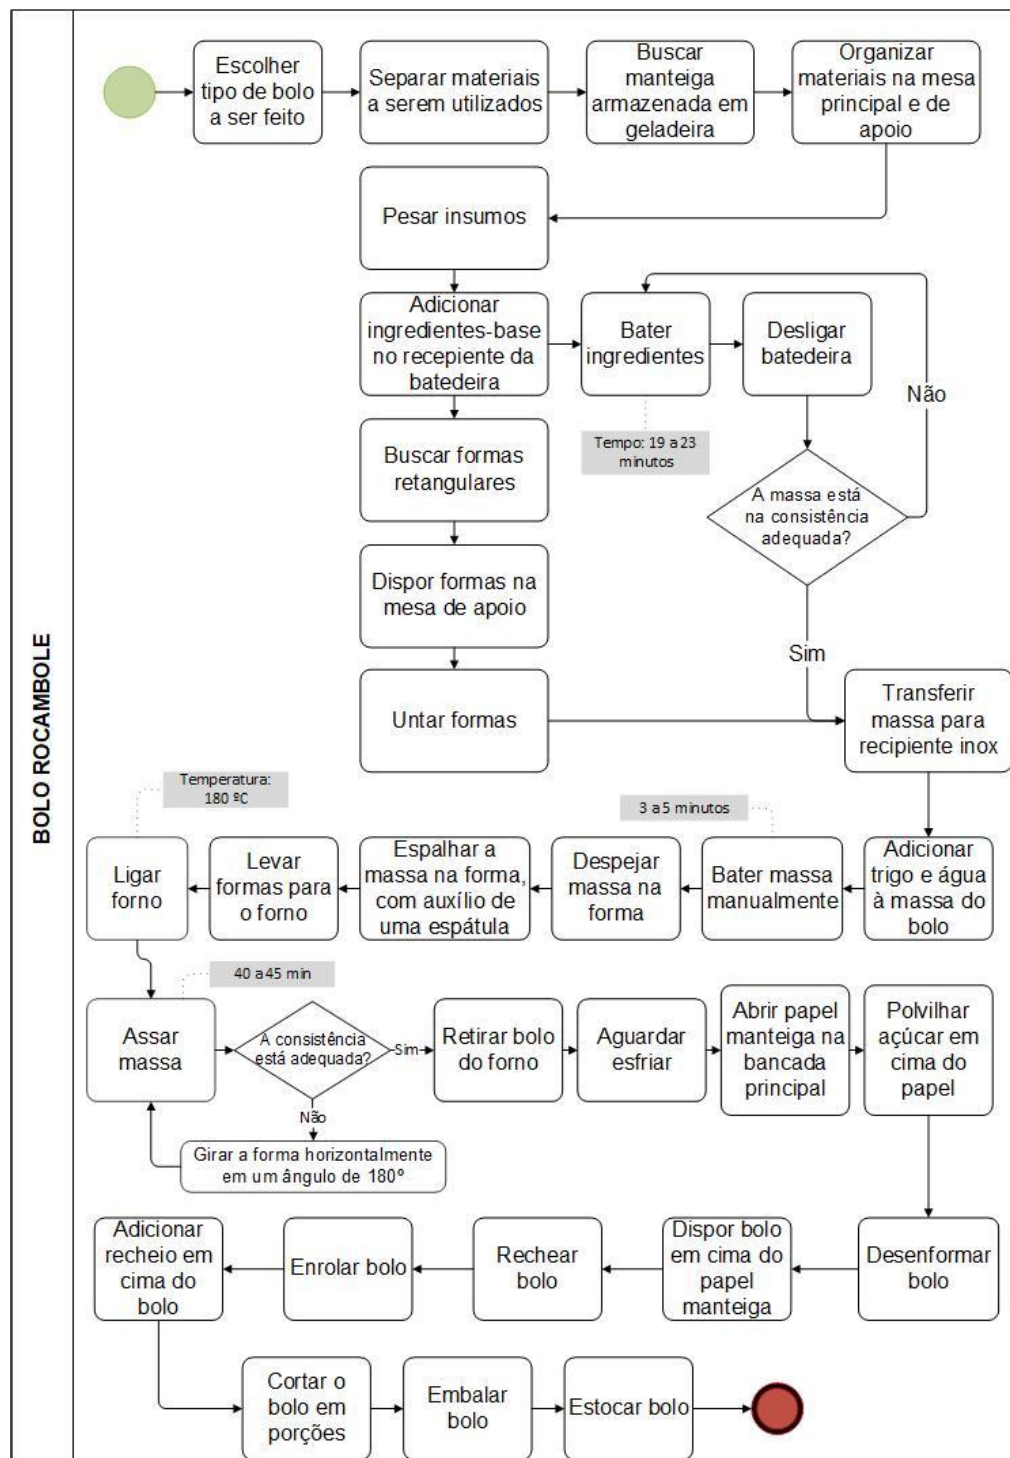 BOLO ROCAMBOLE
Escolher
tipo de bolo
a ser feito
Separar materiais
a serem utilizados
Buscar
manteiga
armazenada em
geladeira
Organizar
materiais na mesa
principal e de
apoio
Pesar insumos
Adicionar
ingredientes-base
no recepiente da
batedeira
Bater
ingredientes
Desligar
batedeira
Não
Tempo: 19 a 23
minutos
Buscar formas
retangulares
A massa está
na consistência
adequada?
Dispor formas na
mesa de apoio
Sim
Untar formas
Transferir
massa para
recipiente inox
Temperatura:
180 ºC
3 a 5 minutos
Adicionar
trigo e água
à massa do
bolo
Bater massa
manualmente
Despejar
massa na
forma
Espalhar a
massa na forma,
com auxílio de
uma espátula
Levar
formas para
o forno
Ligar
forno
40 a 45 min
Assar
massa
A consistência
está adequada?
Sim
Não
Girar a forma horizontalmente
em um ângulo de 180º
Retirar bolo
do forno
Aguardar
esfriar
Abrir papel
manteiga na
bancada
principal
Polvilhar
açúcar em
cima do
papel
Desenformar
bolo
Dispor bolo
em cima do
papel
manteiga
Rechear
bolo
Enrolar bolo
Adicionar
recheio em
cima do
bolo
Cortar o
bolo em
porções
Embalar
bolo
Estocar bolo